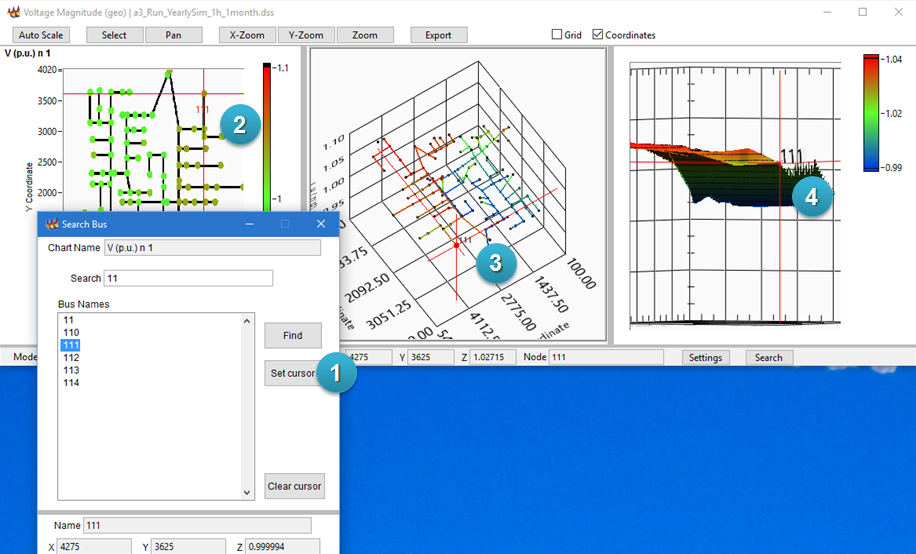 Voltage Magnitude (geo) | a3_Run_YearlySim_1h_1month.dss
Auto Scale Select Pan X-Zoom Y-Zoom Zoom Export Grid Coordinates
V (p.u.) n 1
4020
3500
3000
2500
2000
Y Coordinate
111
1.1
1
2
1.10
1.05
1.00
0.95
33.75
2092.50
3051.25
4112.50
2775.00
1437.50
100.00
111
3
1.04
1.02
0.99
111
4
Search Bus
Chart Name V (p.u.) n 1
Search 11
Bus Names
11
110
111
112
113
114
Find
Set cursor
1
Clear cursor
Name 111
X 4275 Y 3625 Z 0.999994
Mode 4275 Y 3625 Z 1.02715 Node 111 Settings Search